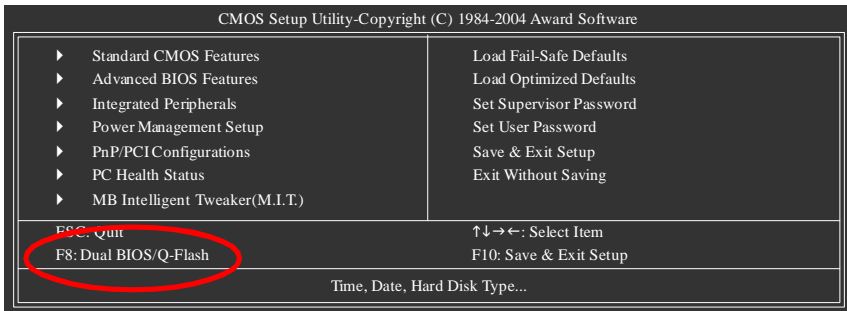 CMOS Setup Utility-Copyright (C) 1984-2004 Award Software
Standard CMOS Features
Advanced BIOS Features
Integrated Peripherals
Power Management Setup
PnP/PCI Configurations
PC Health Status
MB Intelligent Tweaker(M.I.T.)
Load Fail-Safe Defaults
Load Optimized Defaults
Set Supervisor Password
Set User Password
Save & Exit Setup
Exit Without Saving
ESC: Quit
F8: Dual BIOS/Q-Flash
↑↓→←: Select Item
F10: Save & Exit Setup
Time, Date, Hard Disk Type...